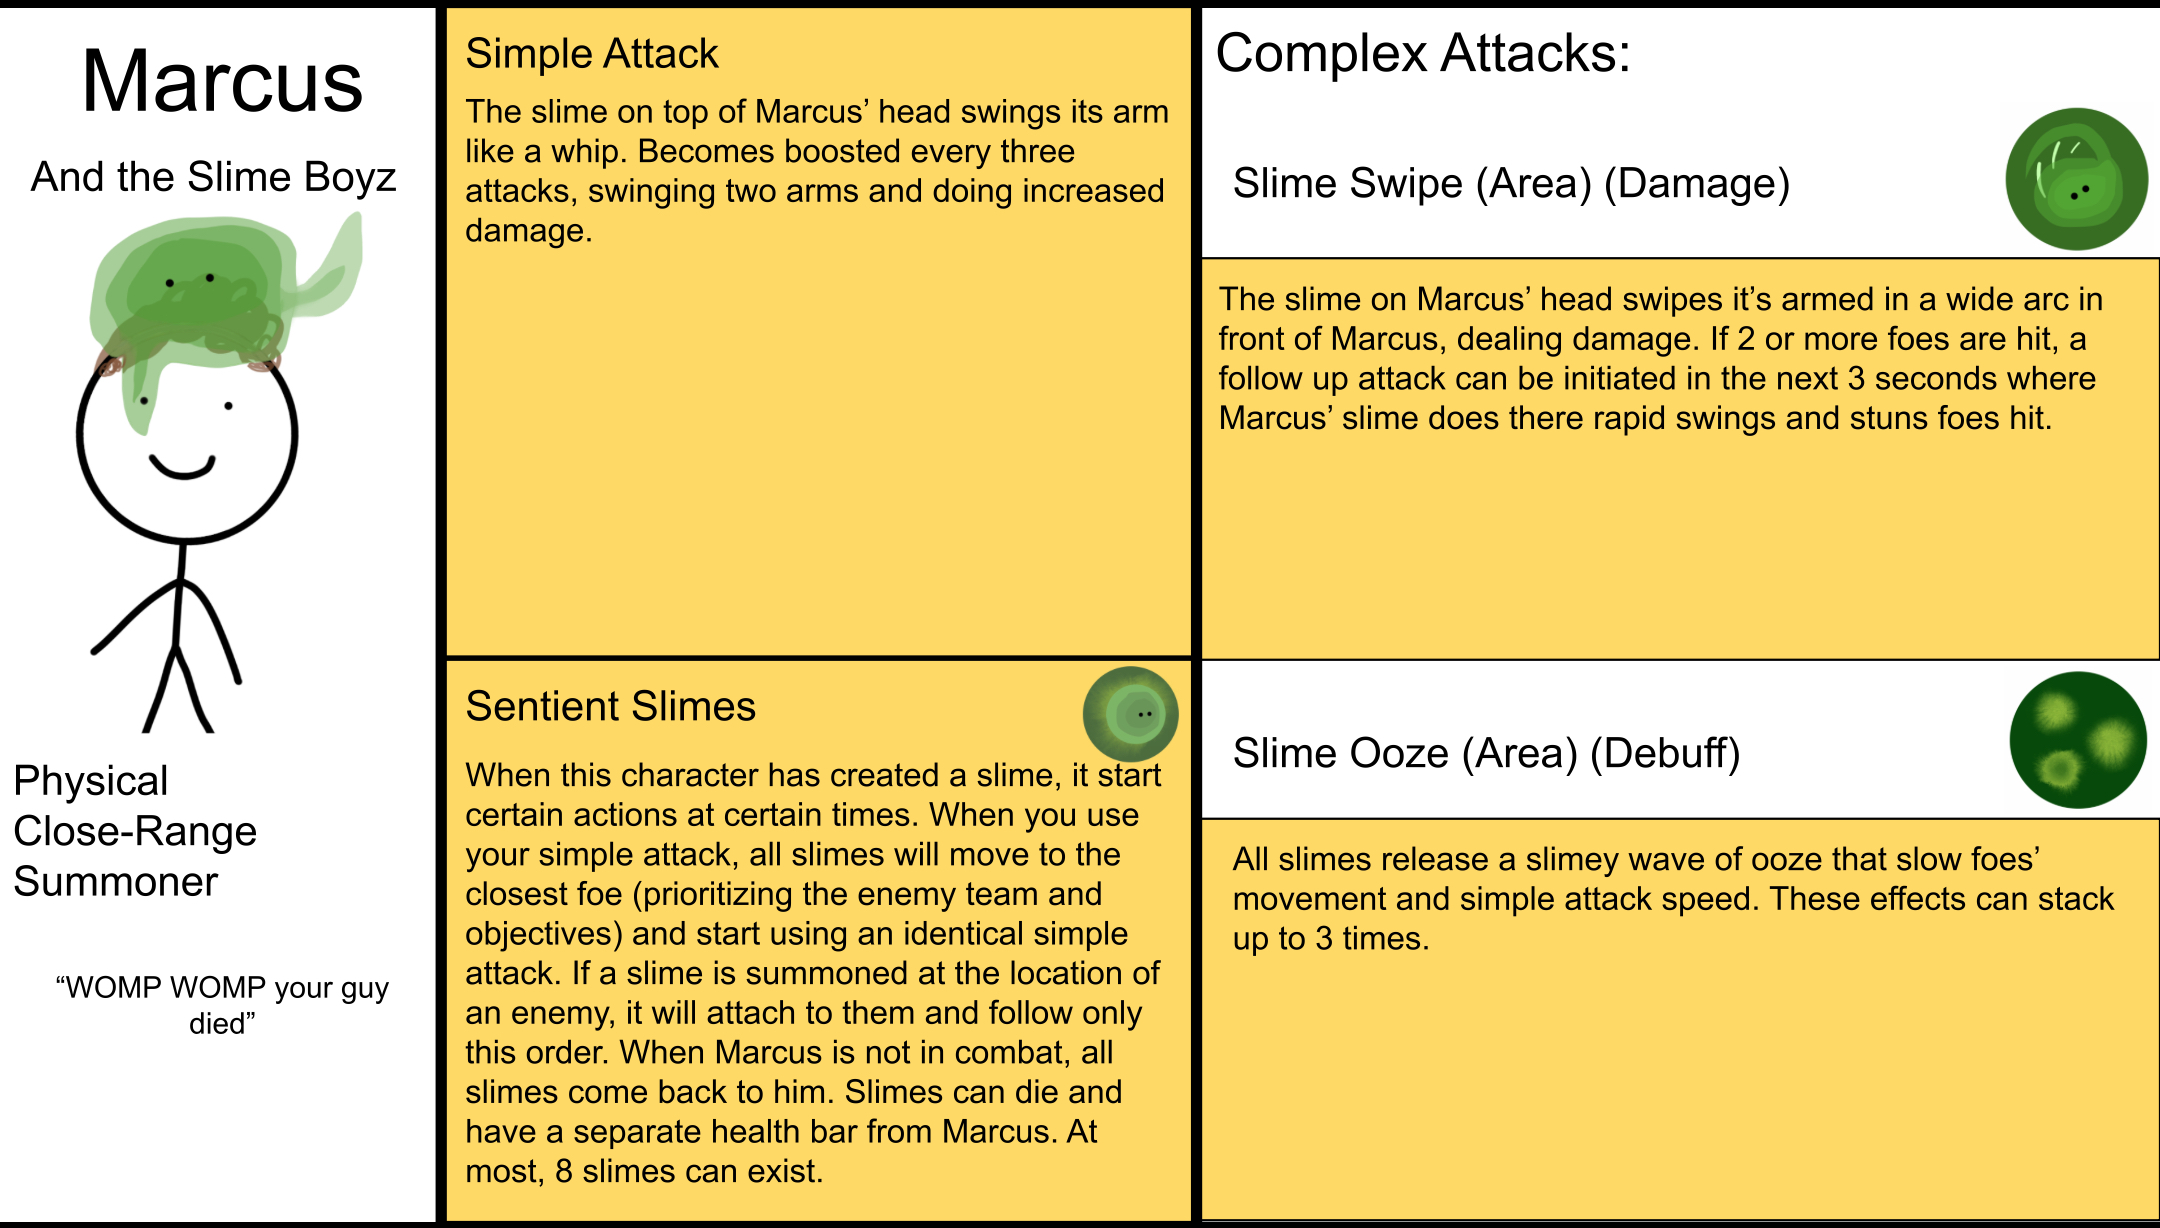 Marcus
And the Slime Boyz
Physical
Close-Range
Summoner
“WOMP WOMP your guy
died”
Simple Attack
The slime on top of Marcus’ head swings its arm
like a whip. Becomes boosted every three
attacks, swinging two arms and doing increased
damage.
Sentient Slimes
When this character has created a slime, it start
certain actions at certain times. When you use
your simple attack, all slimes will move to the
closest foe (prioritizing the enemy team and
objectives) and start using an identical simple
attack. If a slime is summoned at the location of
an enemy, it will attach to them and follow only
this order. When Marcus is not in combat, all
slimes come back to him. Slimes can die and
have a separate health bar from Marcus. At
most, 8 slimes can exist.
Complex Attacks:
Slime Swipe (Area) (Damage)
The slime on Marcus’ head swipes it’s armed in a wide arc in
front of Marcus, dealing damage. If 2 or more foes are hit, a
follow up attack can be initiated in the next 3 seconds where
Marcus’ slime does there rapid swings and stuns foes hit.
Slime Ooze (Area) (Debuff)
All slimes release a slimey wave of ooze that slow foes’
movement and simple attack speed. These effects can stack
up to 3 times.